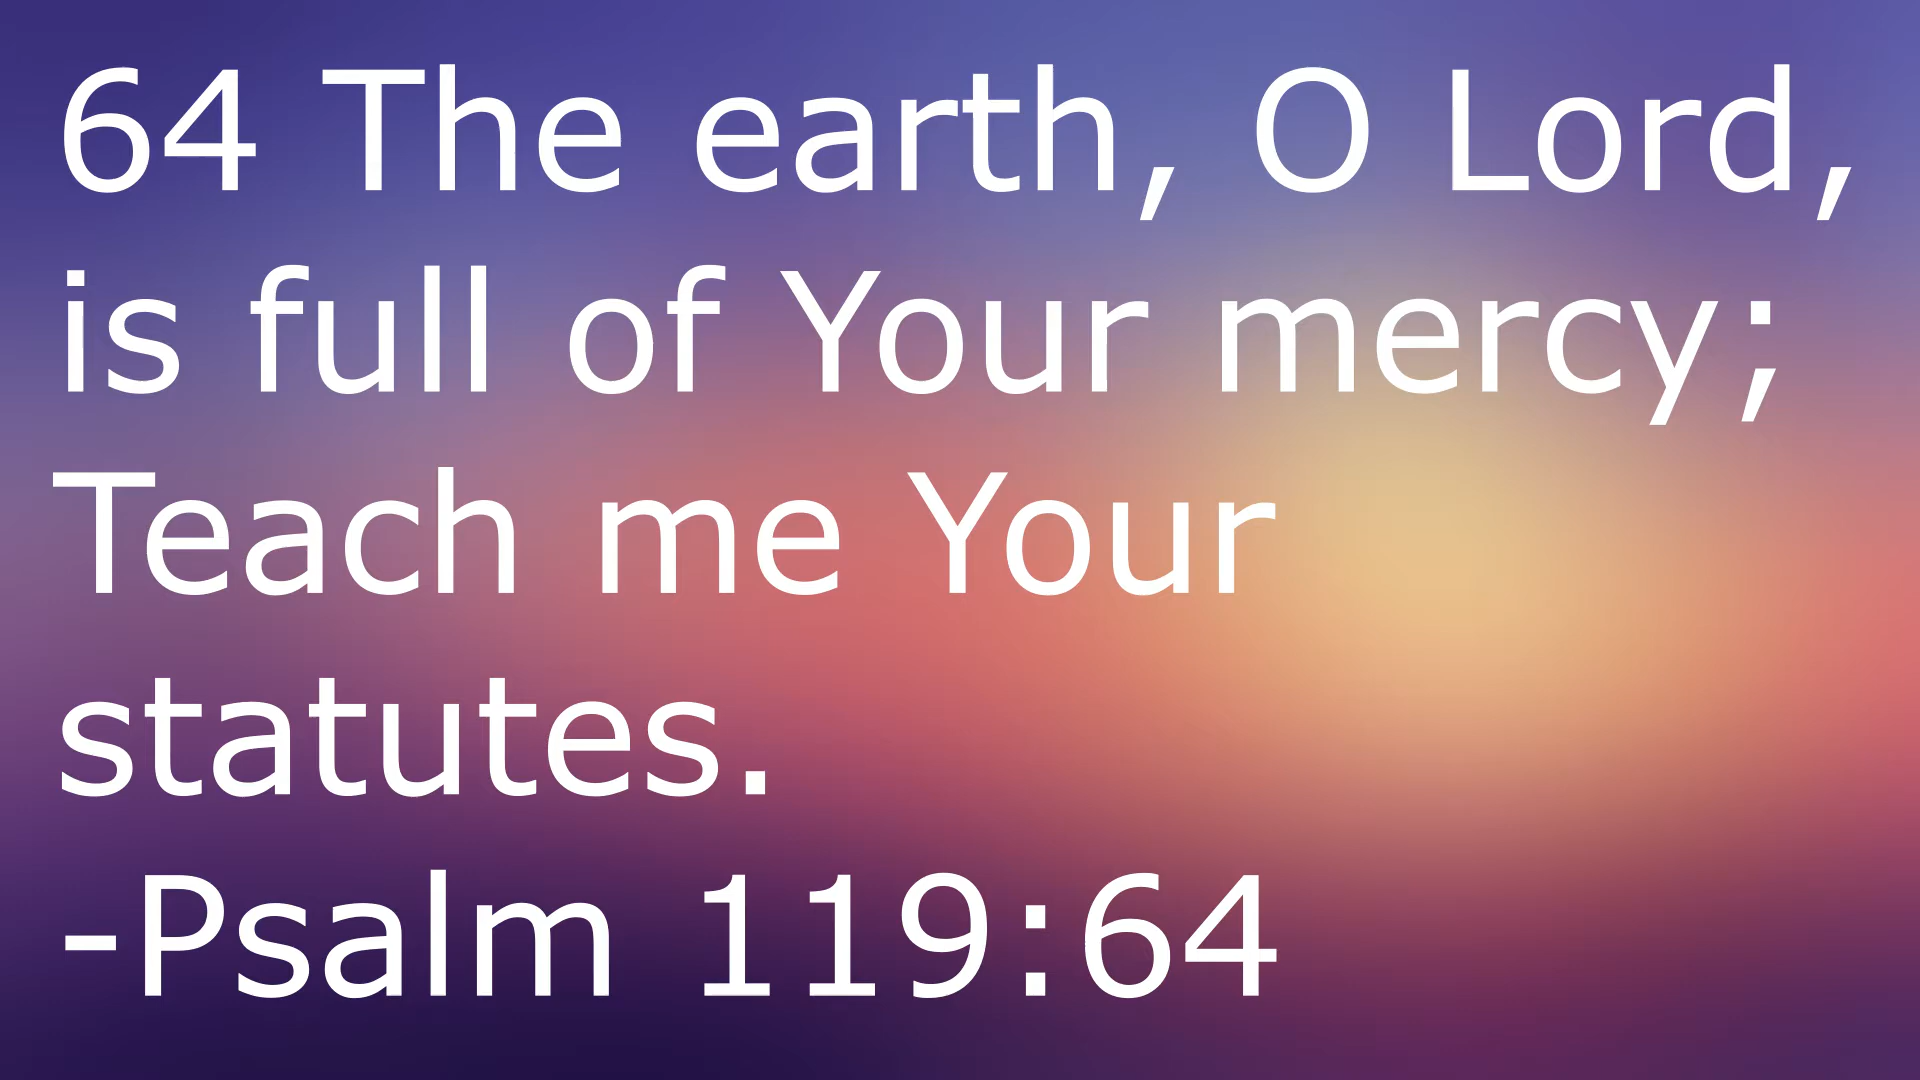 64 The earth, O Lord,
is full of Your mercy;
Teach me Your
statutes.
-Psalm 119:64